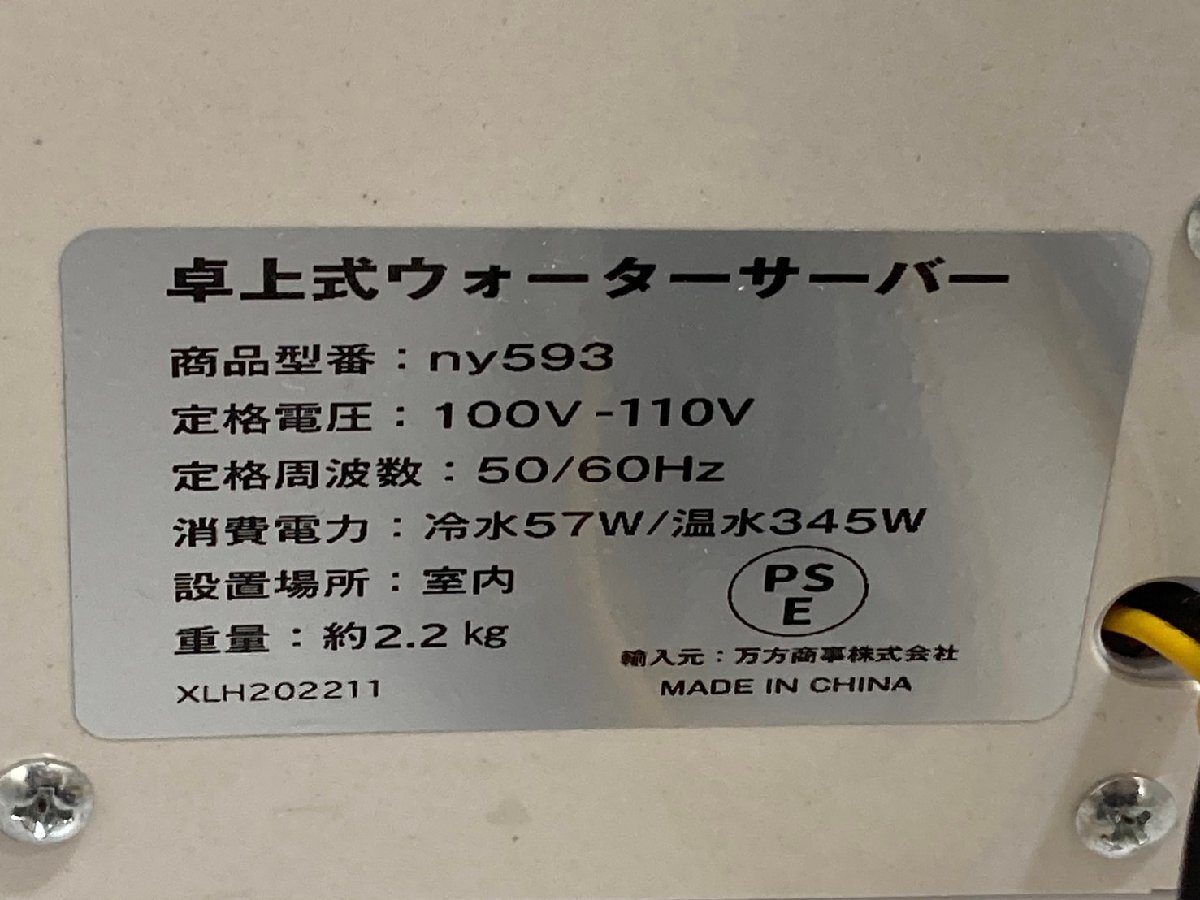 卓上式ウォーターサーバー
商品型番：ny593
定格電圧：100V-110V
定格周波数：50/60Hz
消費電力：冷水57W/温水345W
設置場所：室内
重量：約2.2kg
XLH202211
PS
E
輸入元：万方商事株式会社
MADE IN CHINA